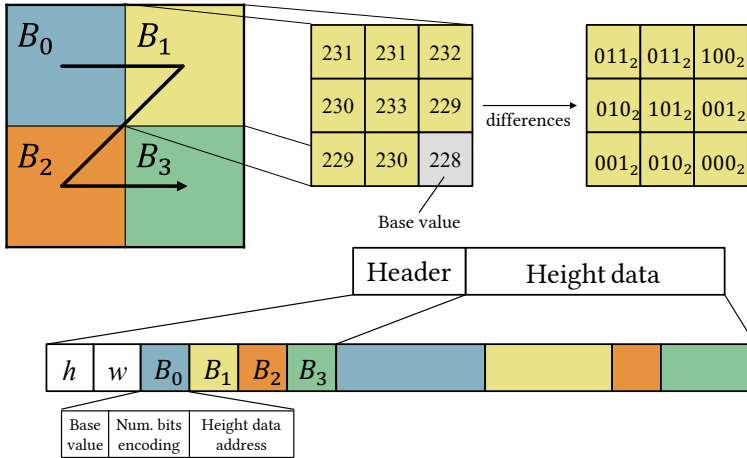 B₀ B₁
B₂ B₃
231 231 232
230 233 229
229 230 228
Base value
differences
011₂ 011₂ 100₂
010₂ 101₂ 001₂
001₂ 010₂ 000₂
Header Height data
h w B₀ B₁ B₂ B₃
Base
value
Num. bits
encoding
Height data
address